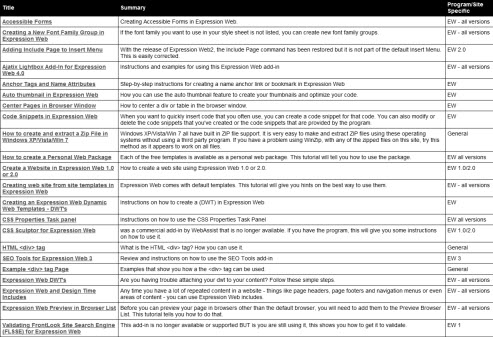 Title Summary Program/Site
Specific
Accessible Forms Creating Accessible Forms in Expression Web. EW - all versions
Creating a New Font Family Group in If the font family you want to use in your style sheet is not listed, you can create new font family groups. EW - all versions
Expression Web
Adding Include Page to Insert Menu With the release of Expression Web2, the include Page command has been restored but it is not part of the default Insert Menu. EW 2.0
This is easily corrected.
Ajatix Lightbox Add-In for Expression Instructions and examples for using this Expression Web add-in EW - all versions
Web 4.0
Anchor Tags and Name Attributes Step-by-step instructions for creating a name anchor link or bookmark in Expression Web EW
Auto thumbnail in Expression Web How you can use the auto thumbnail feature to create your thumbnails and optimize your code. EW
Center Pages in Browser Window How to center a div or table in the browser window. EW
Code Snippets in Expression Web When you want to quickly insert code that you often use, you can create a code snippet for that code. You can also modify or EW
delete the code snippets that you've created or the code snippets that are provided by the program
How to create and extract a Zip File in Windows XP/Vista/Win 7 all have built in ZIP file support. It is very easy to make and extract ZIP files using these operating General
Windows XP/Vista/Win 7 systems without using a third party program. If you have a problem using WinZip, with any of the zipped files on this site, try this
method as it appears to work on all files.
How to create a Personal Web Package Each of the free templates is available as a personal web package. This tutorial will tell you how to use the package. EW all versions
Create a Website in Expression Web 1.0 How to create a web site using Expression Web 1.0 or 2.0 EW 1.0/2.0
or 2.0
Creating web site from site templates in Expression Web comes with default templates. This tutorial will give you hints on the best way to use them. EW - all versions
Expression Web
Creating an Expression Web Dynamic Instructions on how to create a (DWT) in Expression Web EW
Web Templates - DWT's
CSS Properties Task panel Instructions on how to use the CSS Properties Task Panel EW all versions
CSS Sculptor for Expression Web was a commercial add-in by WebAssist that is no longer available. If you have the program, this will give you some instructions EW 1.0/2.0
on how to use it.
HTML <div> tag What is the HTML <div> tag? How you can use it. General
SEO Tools for Expression Web 3 Review and instructions on how to use the SEO Tools add-in EW 3
Example <div> tag Page Examples that show you how a the <div> tag can be used General
Expression Web DWT's Are you having trouble attaching your dwt to your content? Follow these simple steps. EW - all versions
Expression Web and Design Time Any time you have a lot of repeated content in a website - things like page headers, page footers and navigation menus or even EW - all versions
Includes areas of content - you can use Expression Web includes.
Expression Web Preview in Browser List Before you can preview your page in browsers other than the default browser, you will need to add them to the Preview Browser EW - all versions
List. This tutorial tells you how to do that.
Validating FrontLook Site Search Engine This add-in is no longer available or supported BUT is you are still using it, this shows you how to get it to validate. EW 1
(FLSSE) for Expression Web